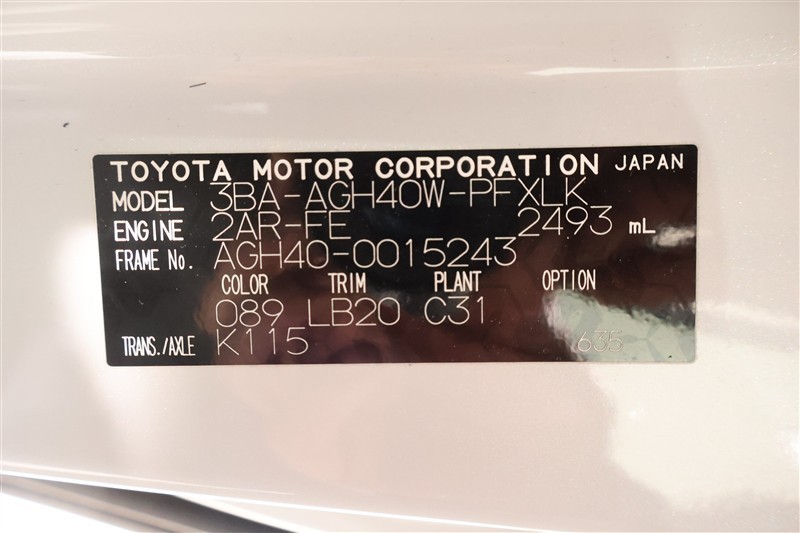 TOYOTA MOTOR CORPORATION JAPAN
MODEL 3BA-AGH40W-PFXLK
ENGINE 2AR-FE 2493 mL
FRAME No. AGH40-0015243
COLOR TRIM PLANT OPTION
089 LB20 C31
TRANS./AXLE K115 635